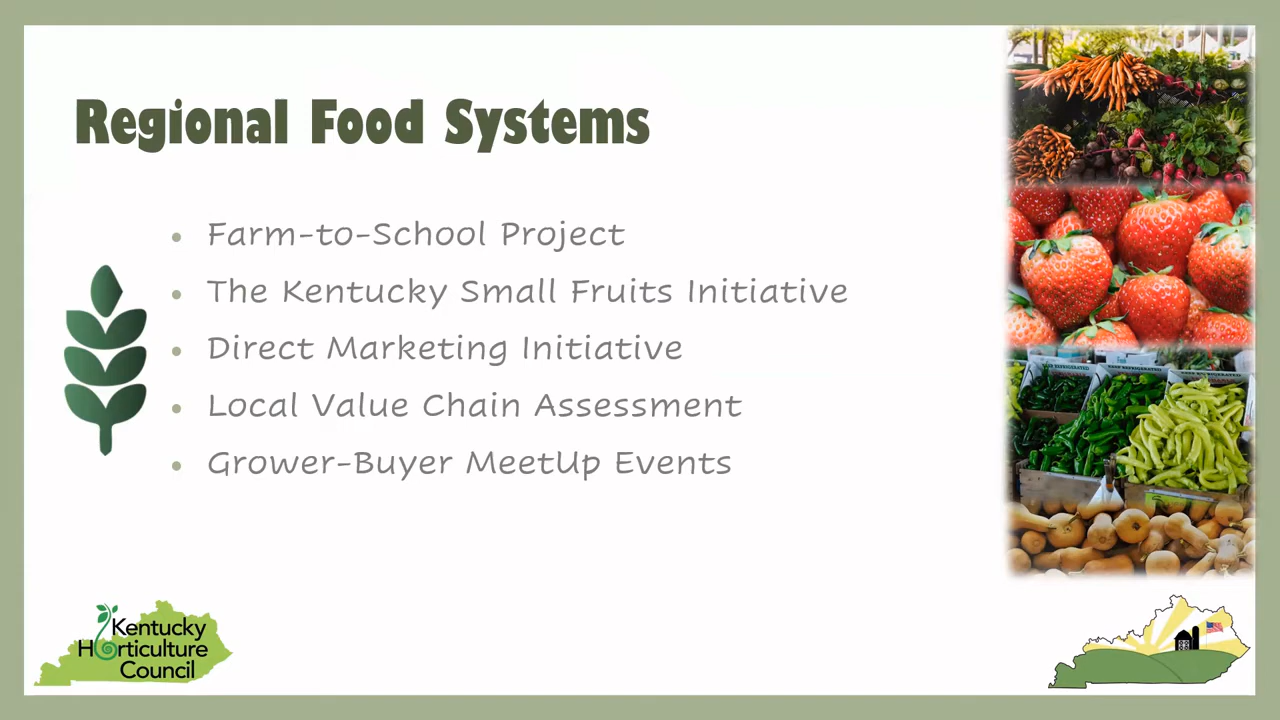 Regional Food Systems
Farm-to-School Project
The Kentucky Small Fruits Initiative
Direct Marketing Initiative
Local Value Chain Assessment
Grower-Buyer MeetUp Events
Kentucky
Horticulture
Council